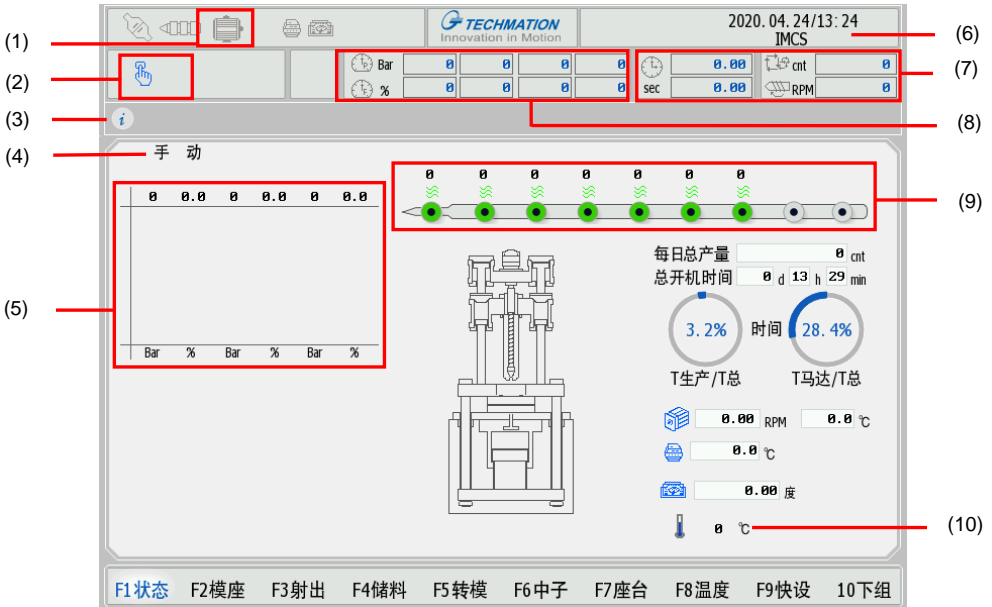 TECHMATION
Innovation in Motion
2020.04.24/13:24
IMCS
(1)
(6)
(2)
Bar 0 0 0 0
0.00 cnt 0
(7)
% 0 0 0 0
sec 0.00 RPM 0
(3)
i
(8)
(4)
手 动
0 0.0 0 0.0 0 0.0
0 0 0 0 0 0 0
(9)
每日总产量 0 cnt
总开机时间 0 d 13 h 29 min
(5)
3.2% 时间 28.4%
Bar % Bar % Bar %
T生产/T总 T马达/T总
0.00 RPM 0.0 ℃
0.0 ℃
0.00 度
0 ℃
(10)
F1状态 F2模座 F3射出 F4储料 F5转模 F6中子 F7座台 F8温度 F9快设 10下组